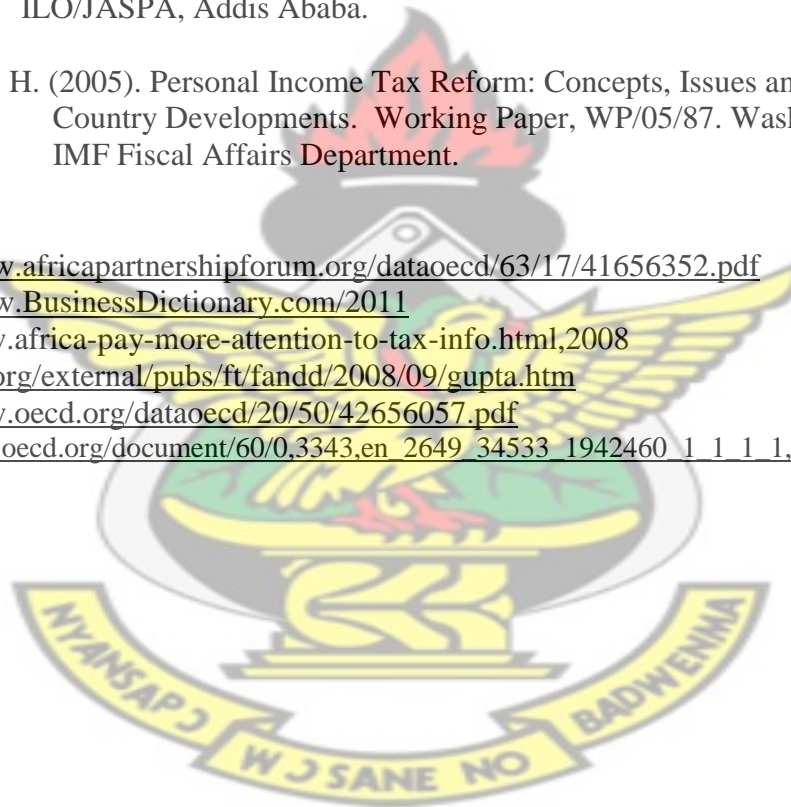 ILO/JASPA, Addis Ababa.
H. (2005). Personal Income Tax Reform: Concepts, Issues an
Country Developments. Working Paper, WP/05/87. Wash
IMF Fiscal Affairs Department.
w.africapartnershipforum.org/dataoecd/63/17/41656352.pdf
w.BusinessDictionary.com/2011
.africa-pay-more-attention-to-tax-info.html,2008
org/external/pubs/ft/fandd/2008/09/gupta.htm
.oecd.org/dataoecd/20/50/42656057.pdf
.oecd.org/document/60/0,3343,en_2649_34533_1942460_1_1_1_1,
NYANSAPƆ
WƆSANE NO
BADWENMA